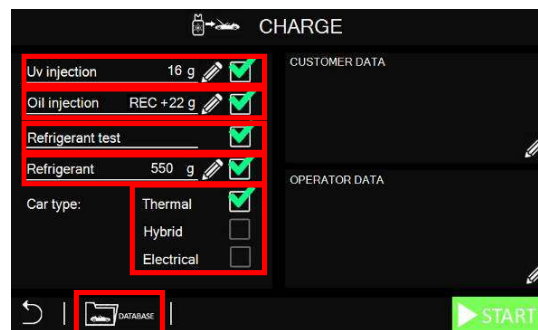 CHARGE
Uv injection 16 g
Oil injection REC +22 g
Refrigerant test
Refrigerant 550 g
Car type: Thermal
Hybrid
Electrical
CUSTOMER DATA
OPERATOR DATA
DATABASE
START